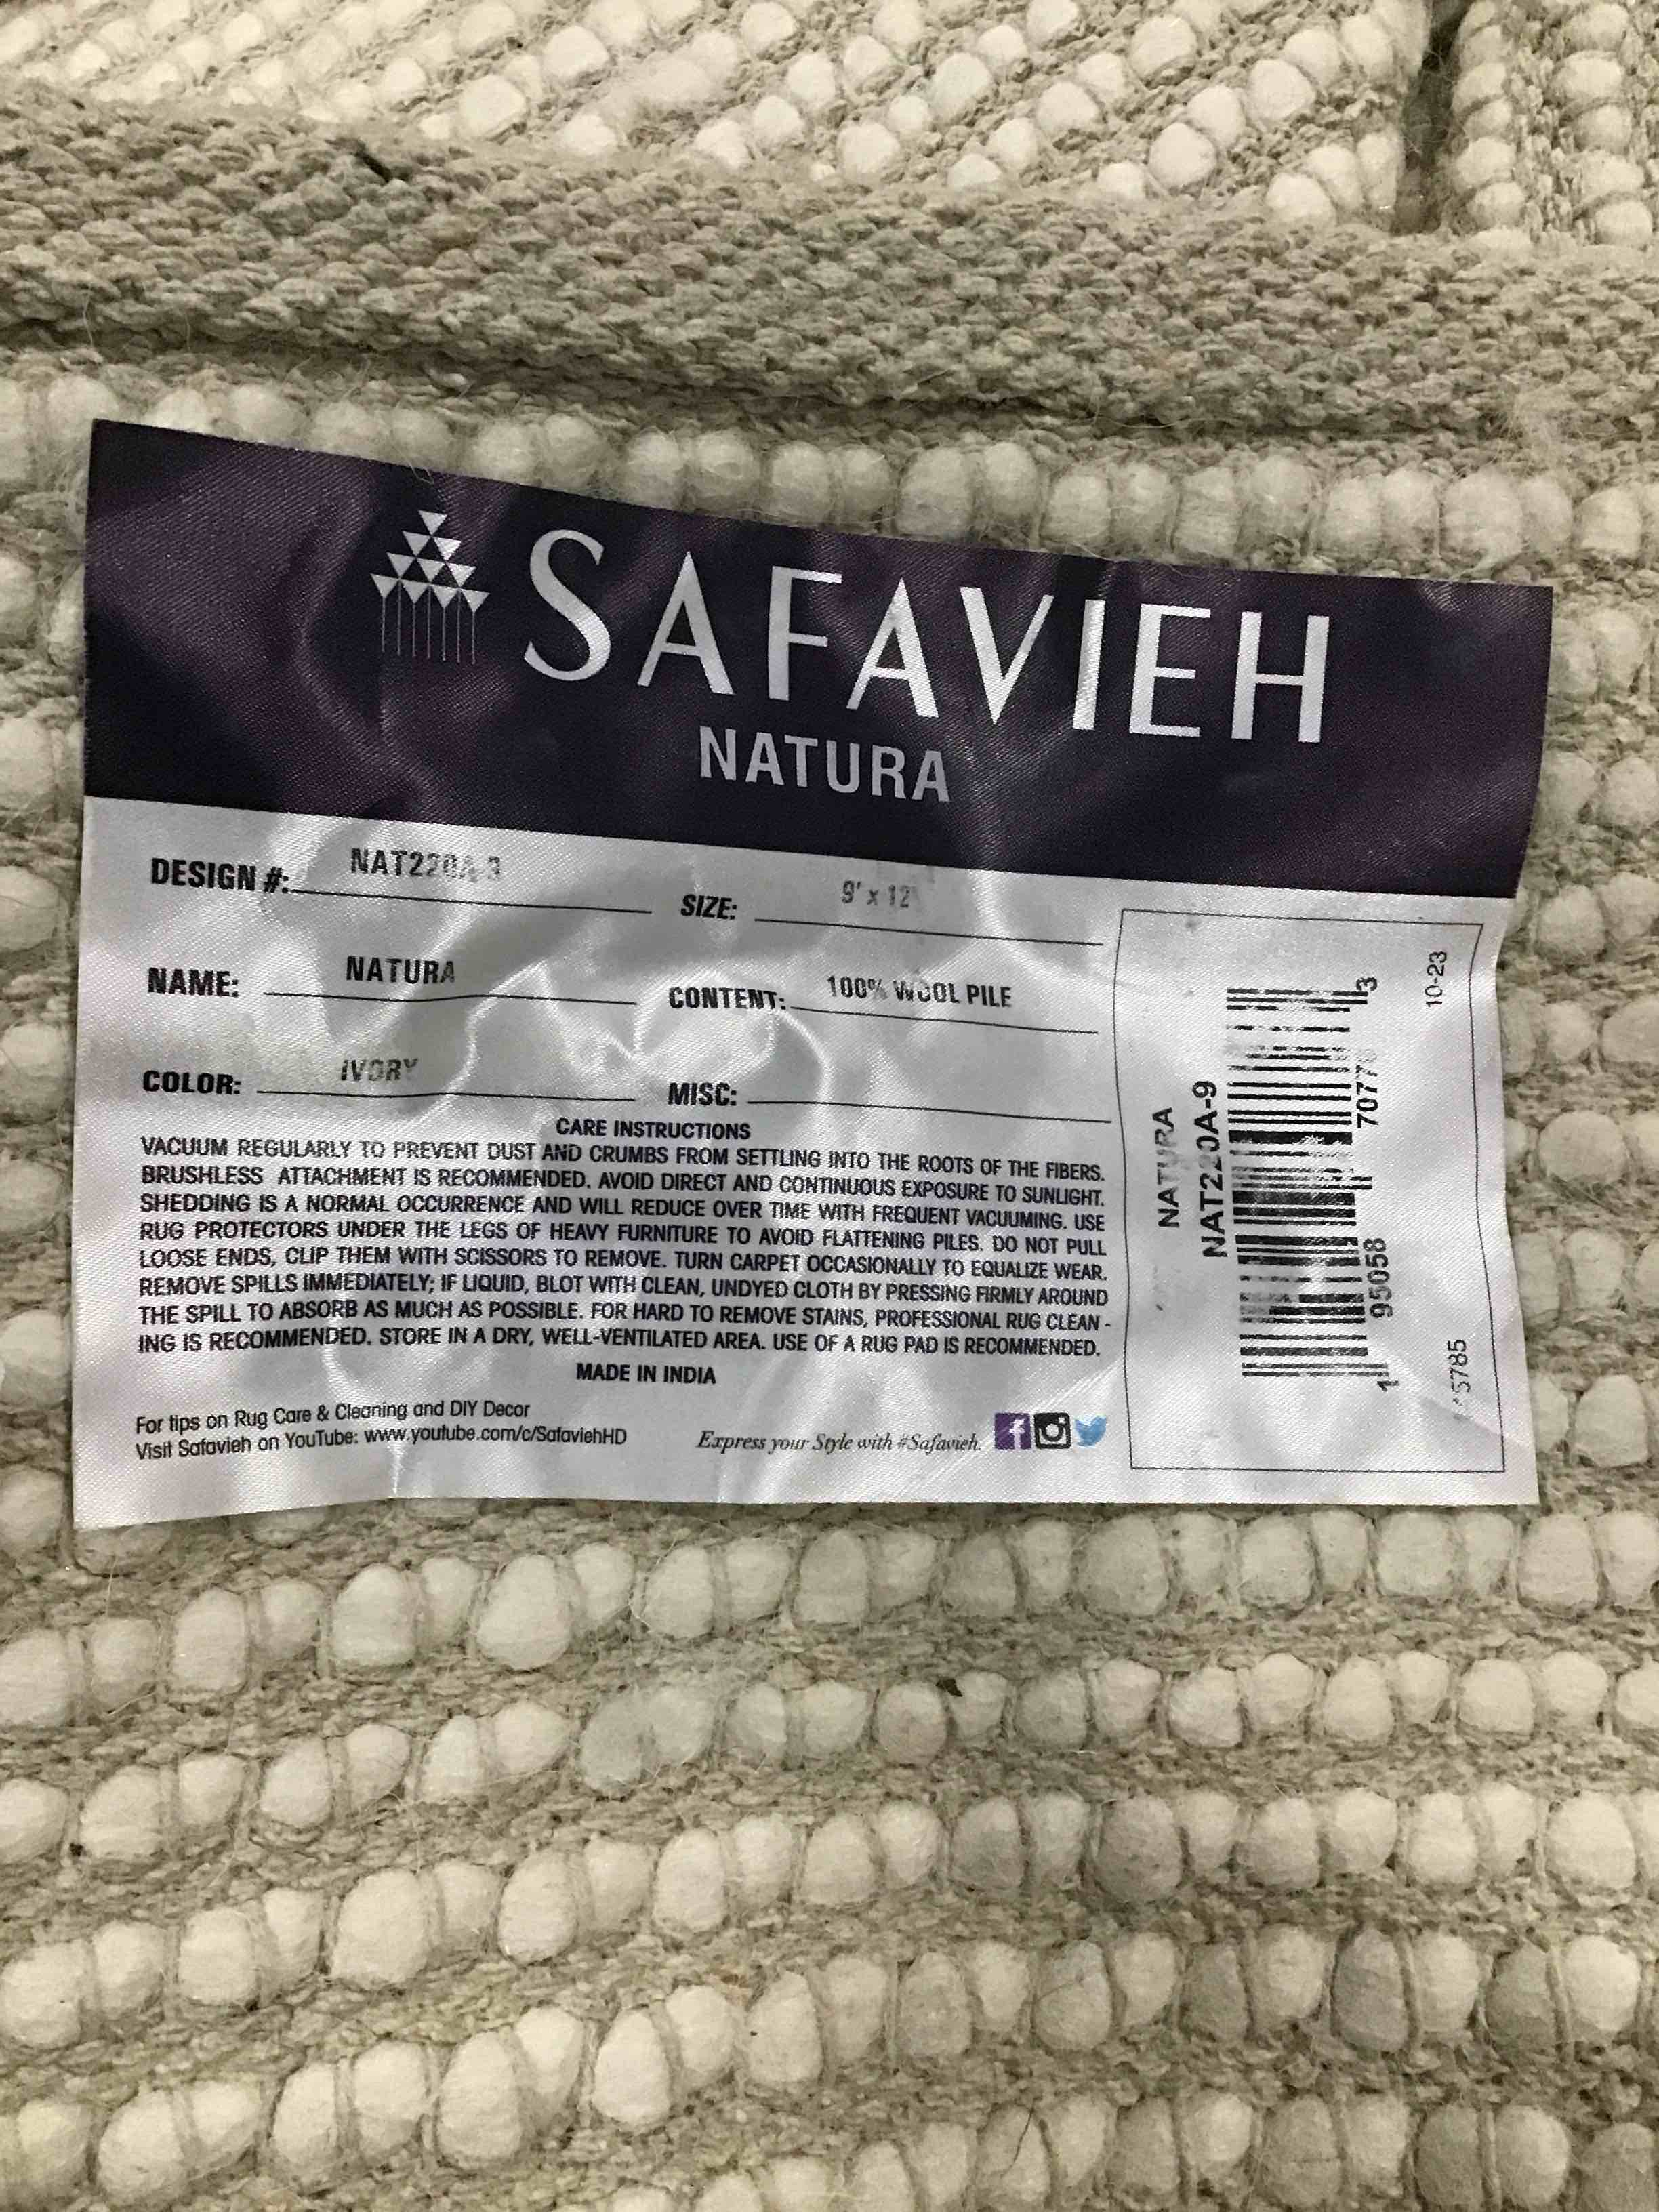 SAFAVIEH
NATURA
DESIGN #:
SIZE: 9' x 12'
NAME: NATURA
CONTENT: 100% WOOL PILE
COLOR: IVORY
MISC:
CARE INSTRUCTIONS
VACUUM REGULARLY TO PREVENT DUST AND CRUMBS FROM SETTLING INTO THE ROOTS OF THE FIBERS.
BRUSHLESS ATTACHMENT IS RECOMMENDED. AVOID DIRECT AND CONTINUOUS EXPOSURE TO SUNLIGHT.
SHEDDING IS A NORMAL OCCURRENCE AND WILL REDUCE OVER TIME WITH FREQUENT VACUUMING. USE
RUG PROTECTORS UNDER THE LEGS OF HEAVY FURNITURE TO AVOID FLATTENING PILES. DO NOT PULL
LOOSE ENDS, CLIP THEM WITH SCISSORS TO REMOVE. TURN CARPET OCCASIONALLY TO EQUALIZE WEAR.
REMOVE SPILLS IMMEDIATELY; IF LIQUID, BLOT WITH CLEAN, UNDYED CLOTH BY PRESSING FIRMLY AROUND
THE SPILL TO ABSORB AS MUCH AS POSSIBLE. FOR HARD TO REMOVE STAINS, PROFESSIONAL RUG CLEAN -
ING IS RECOMMENDED. STORE IN A DRY, WELL-VENTILATED AREA. USE OF A RUG PAD IS RECOMMENDED.
MADE IN INDIA
For tips on Rug Care & Cleaning and DIY Decor
Visit Safavieh on YouTube: www.youtube.com/c/SafaviehHD
Express your Style with #Safavieh.
NATURA
NAT220A-9
1 95058 3
10-23